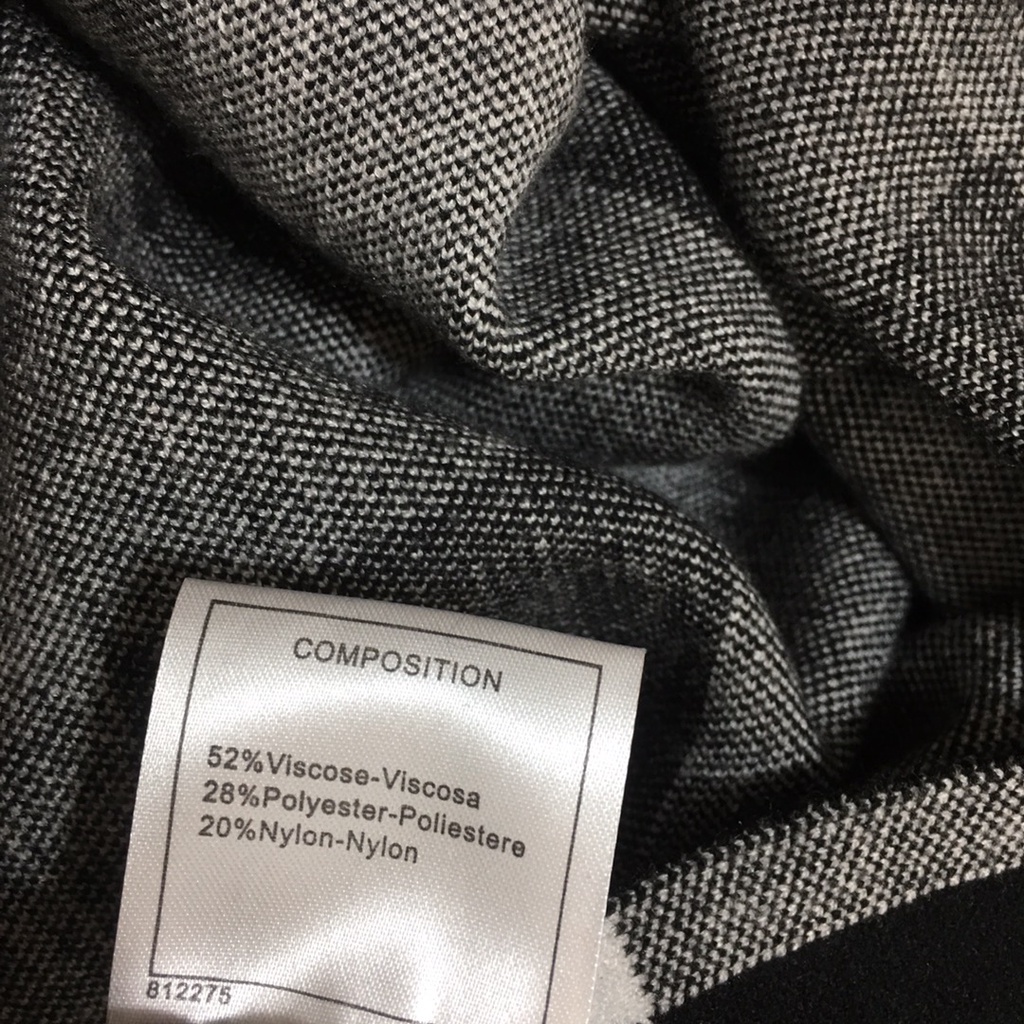 COMPOSITION
52%Viscose-Viscosa
28%Polyester-Poliestere
20%Nylon-Nylon
812275